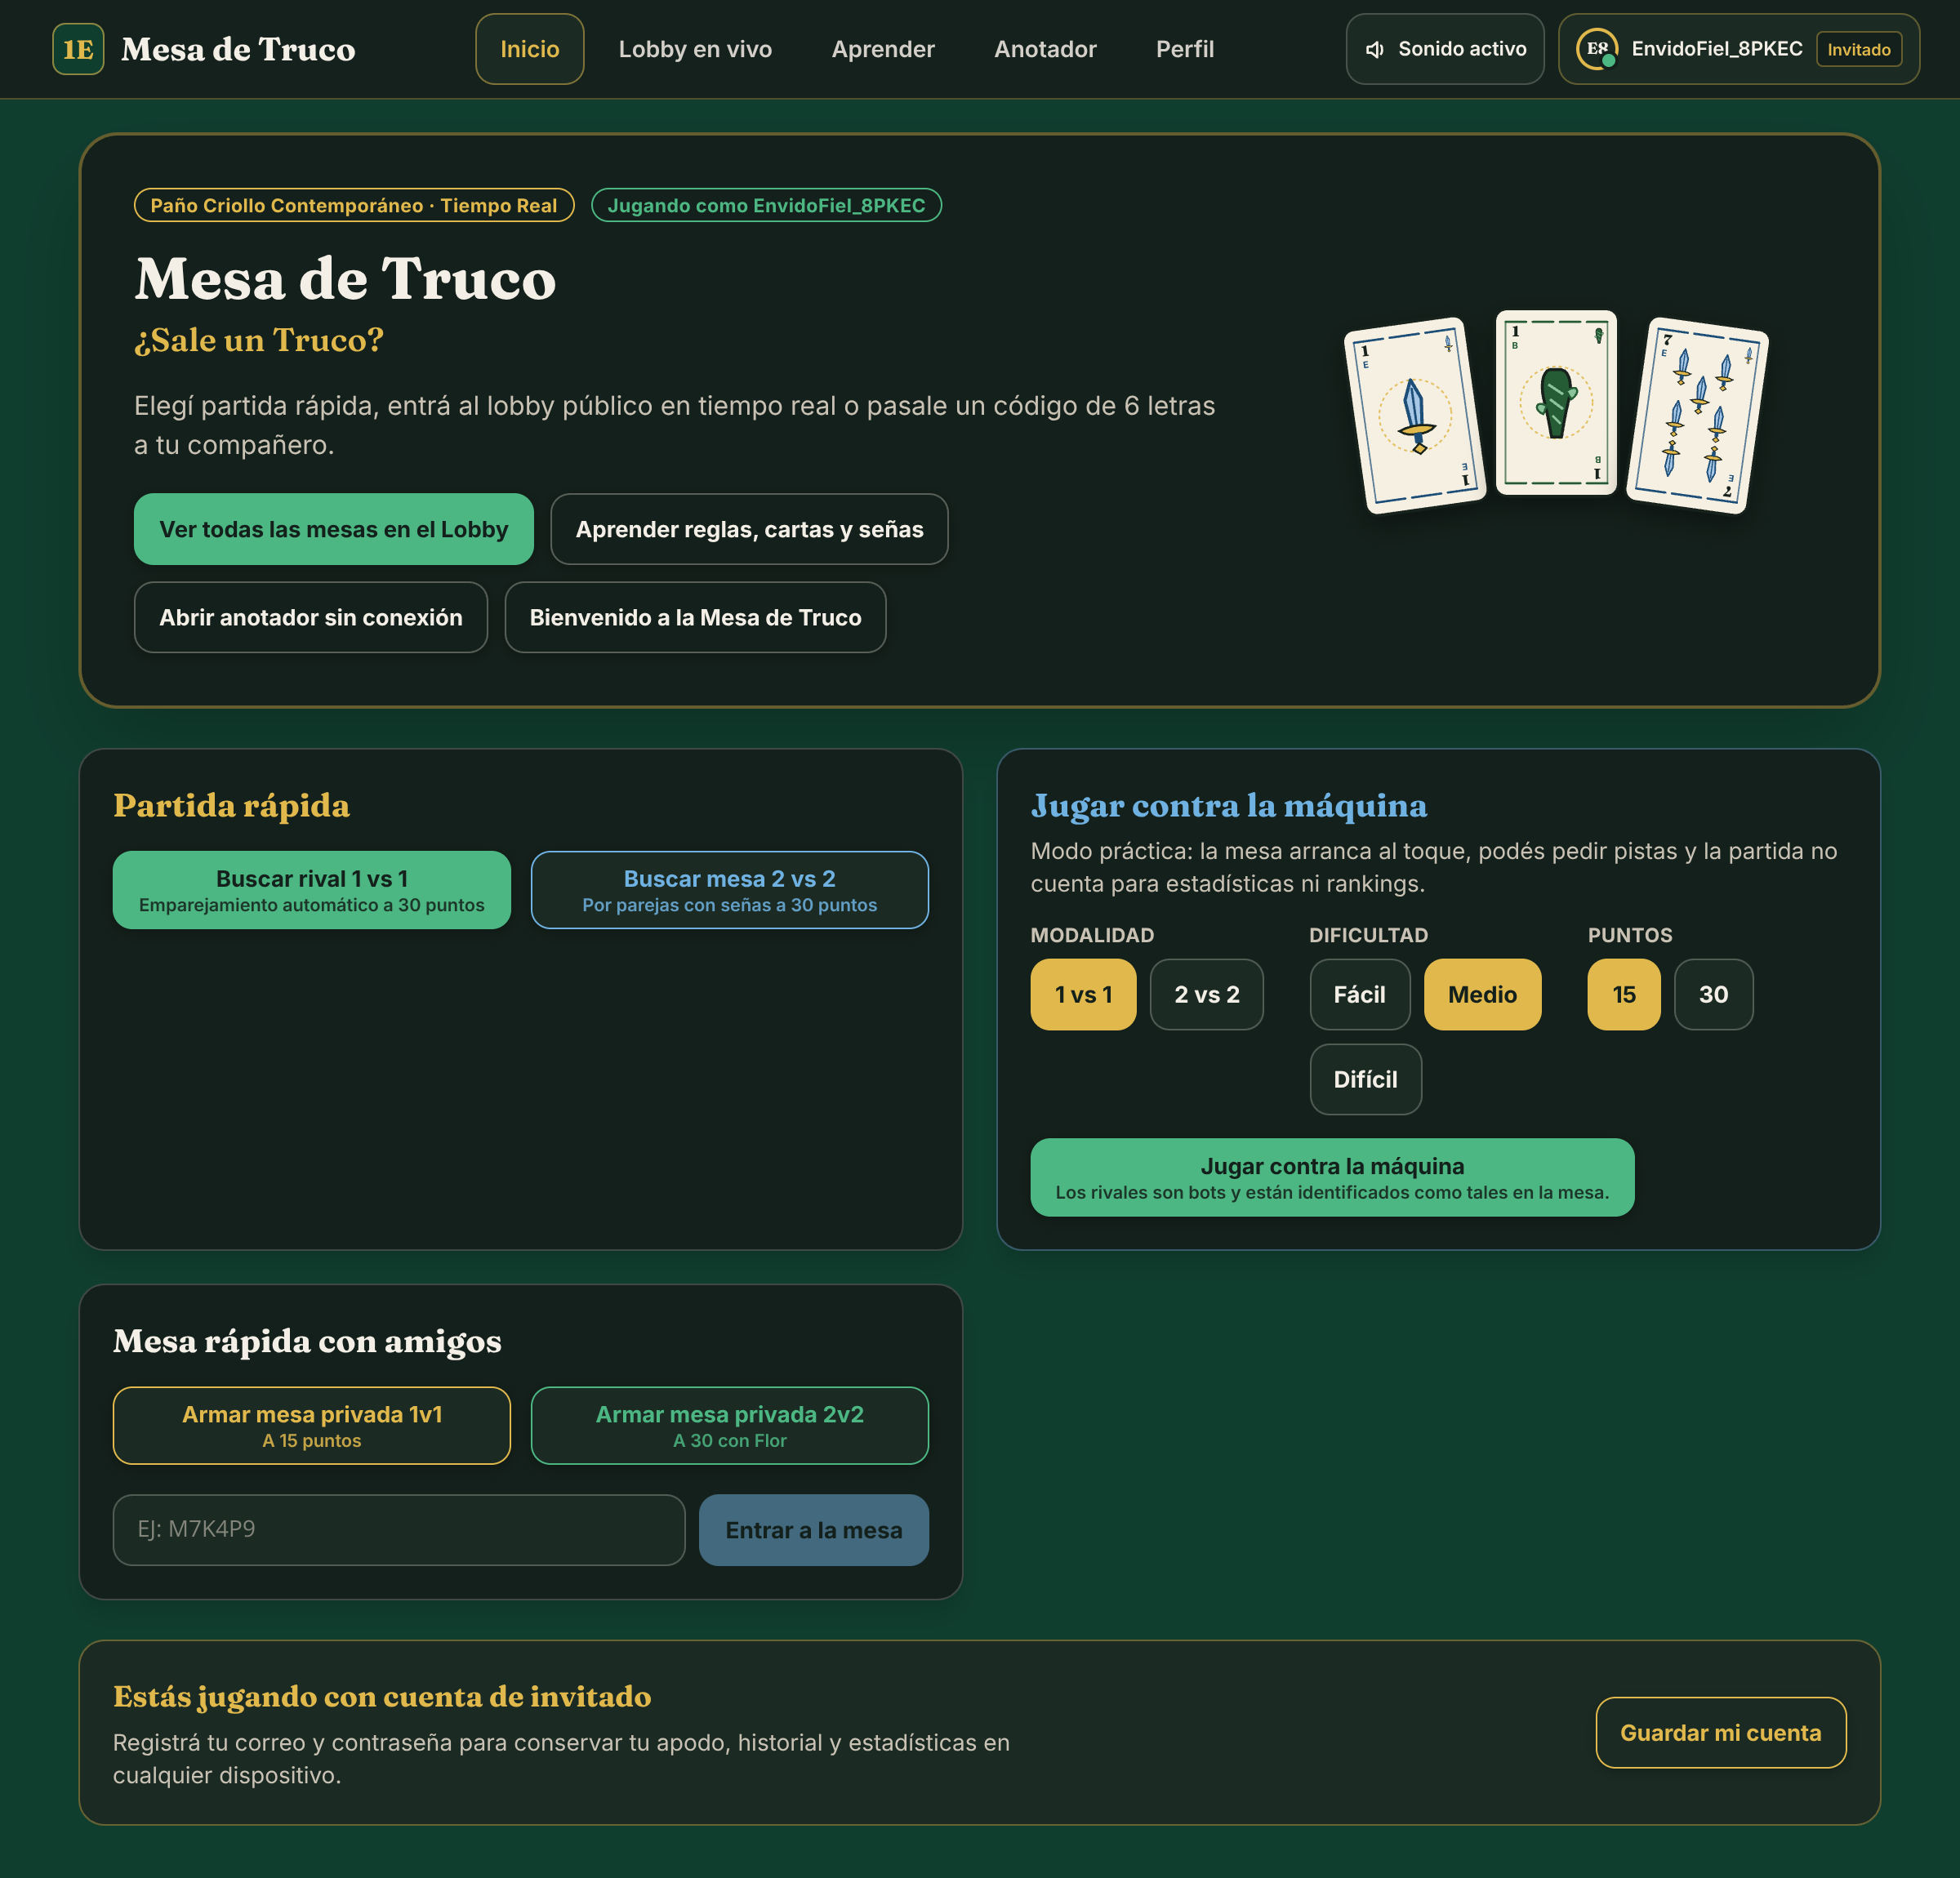 1E Mesa de Truco
Inicio
Lobby en vivo
Aprender
Anotador
Perfil
Sonido activo
E8 EnvidoFiel_8PKEC Invitado
Paño Criollo Contemporáneo · Tiempo Real
Jugando como EnvidoFiel_8PKEC
Mesa de Truco
¿Sale un Truco?
Elegí partida rápida, entrá al lobby público en tiempo real o pasale un código de 6 letras
a tu compañero.
Ver todas las mesas en el Lobby
Aprender reglas, cartas y señas
Abrir anotador sin conexión
Bienvenido a la Mesa de Truco
1
E
1
E
1
B
1
B
7
E
7
E
Partida rápida
Buscar rival 1 vs 1
Emparejamiento automático a 30 puntos
Buscar mesa 2 vs 2
Por parejas con señas a 30 puntos
Jugar contra la máquina
Modo práctica: la mesa arranca al toque, podés pedir pistas y la partida no
cuenta para estadísticas ni rankings.
MODALIDAD
1 vs 1
2 vs 2
DIFICULTAD
Fácil
Medio
Difícil
PUNTOS
15
30
Jugar contra la máquina
Los rivales son bots y están identificados como tales en la mesa.
Mesa rápida con amigos
Armar mesa privada 1v1
A 15 puntos
Armar mesa privada 2v2
A 30 con Flor
EJ: M7K4P9
Entrar a la mesa
Estás jugando con cuenta de invitado
Registrá tu correo y contraseña para conservar tu apodo, historial y estadísticas en
cualquier dispositivo.
Guardar mi cuenta